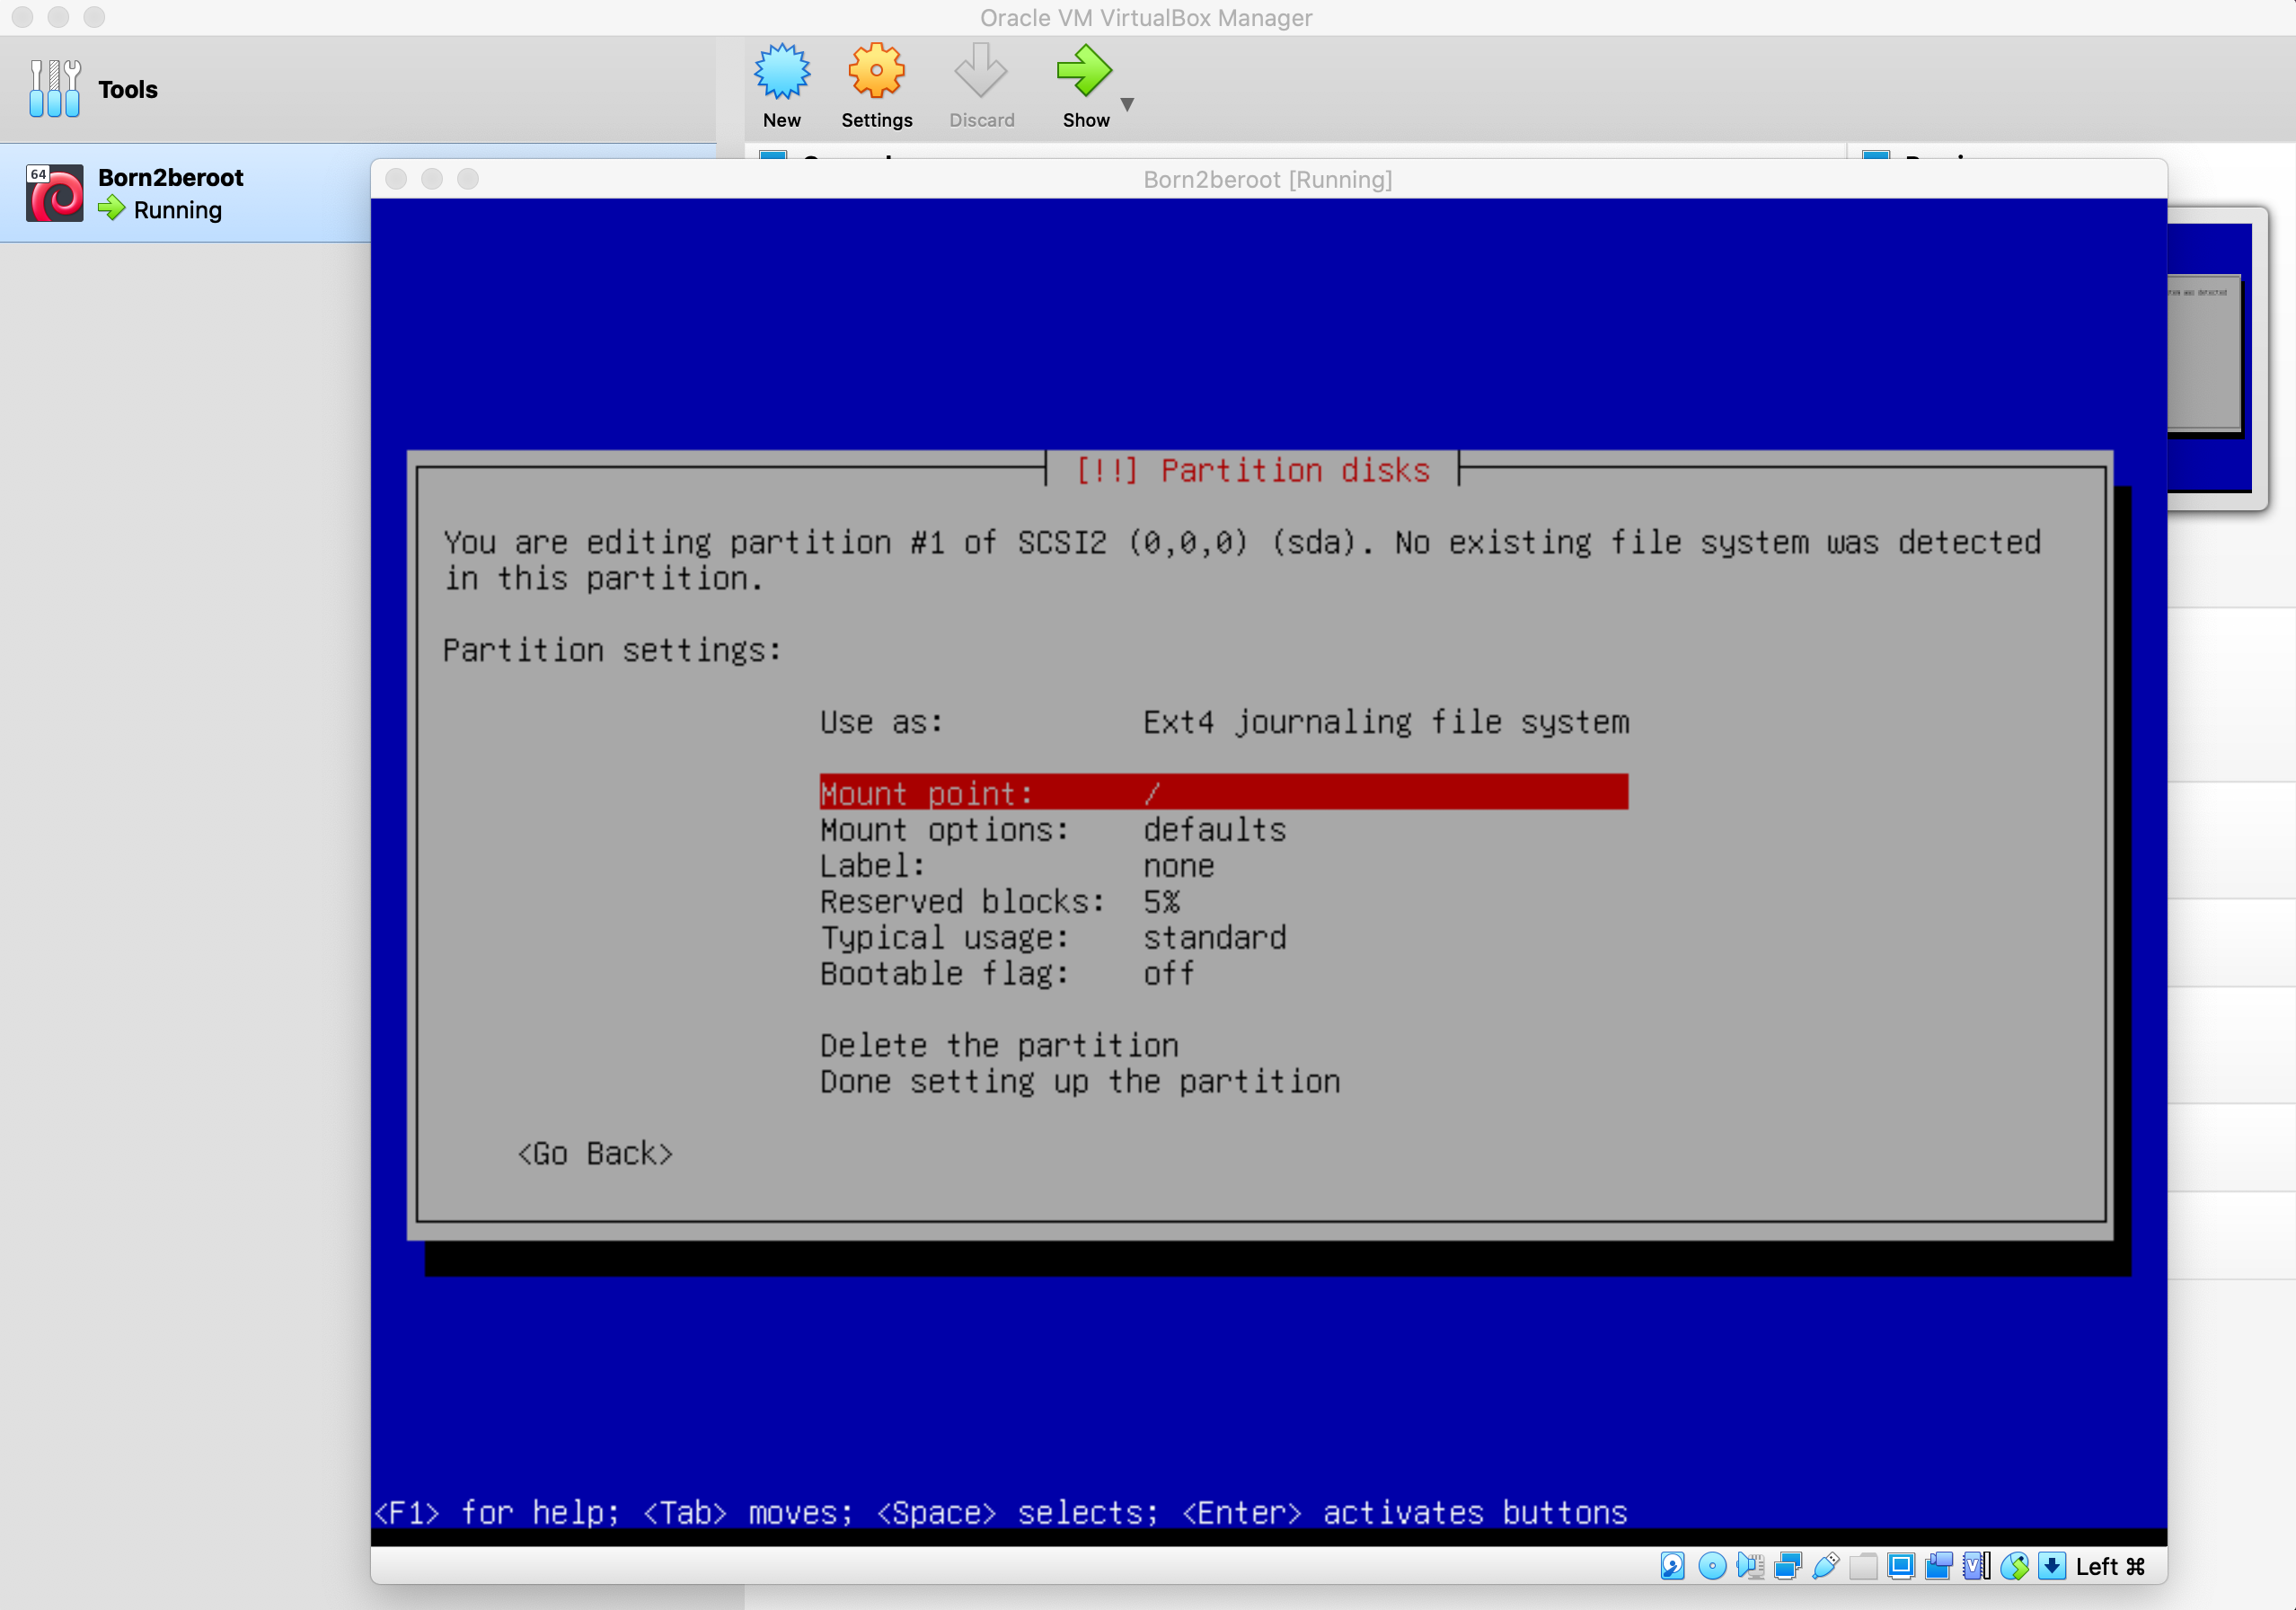 Oracle VM VirtualBox Manager
Tools
New
Settings
Discard
Show
64
Born2beroot
Running
Born2beroot [Running]
[!!] Partition disks
You are editing partition #1 of SCSI2 (0,0,0) (sda). No existing file system was detected
in this partition.
Partition settings:
Use as: Ext4 journaling file system
Mount point: /
Mount options: defaults
Label: none
Reserved blocks: 5%
Typical usage: standard
Bootable flag: off
Delete the partition
Done setting up the partition
<Go Back>
<F1> for help; <Tab> moves; <Space> selects; <Enter> activates buttons
Left ⌘